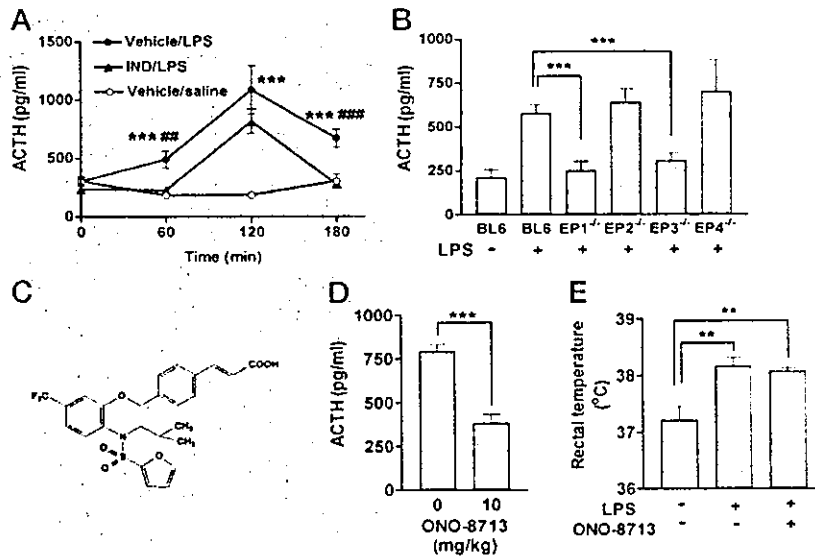 A
1500
1000
500
0
ACTH (pg/ml)
Vehicle/LPS
IND/LPS
Vehicle/saline
***
*** ##
*** ###
0 60 120 180
Time (min)
B
1000
750
500
250
0
ACTH (pg/ml)
***
***
BL6 BL6 EP1-/- EP2-/- EP3-/- EP4-/-
LPS - + + + + +
C
COOH
F3C
O
N
CH3
CH3
O
S
O
O
D
1000
750
500
250
0
ACTH (pg/ml)
***
0 10
ONO-8713
(mg/kg)
E
39
38
37
36
Rectal temperature
(°C)
**
**
LPS - + +
ONO-8713 - - +